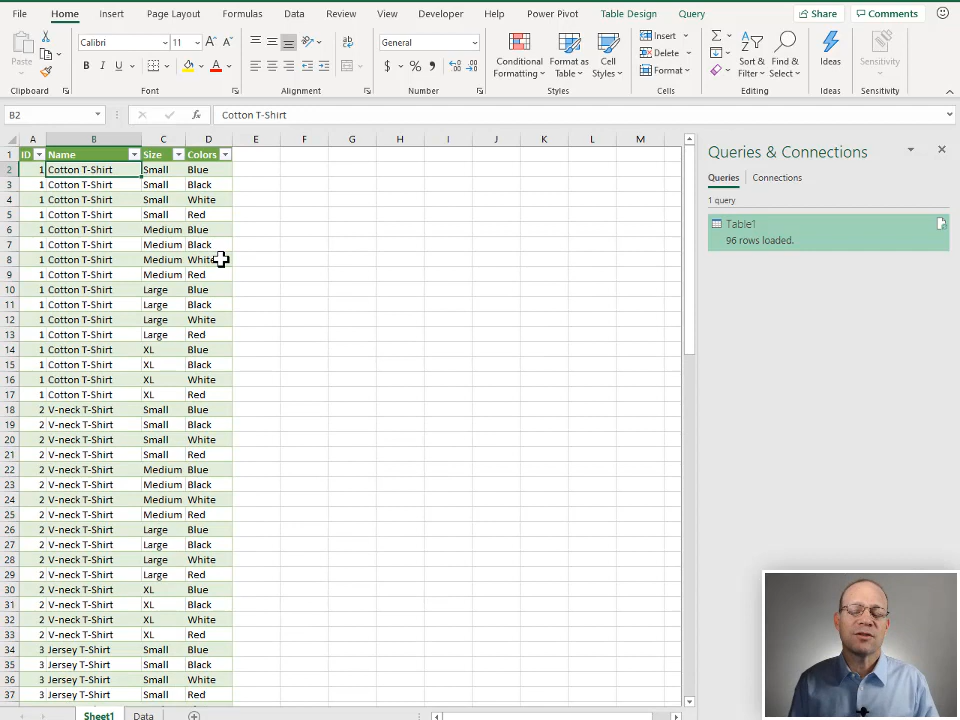 File Home Insert Page Layout Formulas Data Review View Developer Help Power Pivot Table Design Query Share Comments
Paste
Clipboard
Calibri 11
B I U A
Font
ab
Alignment
General
$ % 9 .00
Number
Conditional Formatting
Format as Table
Cell Styles
Styles
Insert
Delete
Format
Cells
Sort & Filter
Find & Select
Editing
Ideas
Ideas
Sensitivity
Sensitivity
B2 fx Cotton T-Shirt
A B C D E F G H I J K L M
1 ID Name Size Colors
2 1 Cotton T-Shirt Small Blue
3 1 Cotton T-Shirt Small Black
4 1 Cotton T-Shirt Small White
5 1 Cotton T-Shirt Small Red
6 1 Cotton T-Shirt Medium Blue
7 1 Cotton T-Shirt Medium Black
8 1 Cotton T-Shirt Medium White
9 1 Cotton T-Shirt Medium Red
10 1 Cotton T-Shirt Large Blue
11 1 Cotton T-Shirt Large Black
12 1 Cotton T-Shirt Large White
13 1 Cotton T-Shirt Large Red
14 1 Cotton T-Shirt XL Blue
15 1 Cotton T-Shirt XL Black
16 1 Cotton T-Shirt XL White
17 1 Cotton T-Shirt XL Red
18 2 V-neck T-Shirt Small Blue
19 2 V-neck T-Shirt Small Black
20 2 V-neck T-Shirt Small White
21 2 V-neck T-Shirt Small Red
22 2 V-neck T-Shirt Medium Blue
23 2 V-neck T-Shirt Medium Black
24 2 V-neck T-Shirt Medium White
25 2 V-neck T-Shirt Medium Red
26 2 V-neck T-Shirt Large Blue
27 2 V-neck T-Shirt Large Black
28 2 V-neck T-Shirt Large White
29 2 V-neck T-Shirt Large Red
30 2 V-neck T-Shirt XL Blue
31 2 V-neck T-Shirt XL Black
32 2 V-neck T-Shirt XL White
33 2 V-neck T-Shirt XL Red
34 3 Jersey T-Shirt Small Blue
35 3 Jersey T-Shirt Small Black
36 3 Jersey T-Shirt Small White
37 3 Jersey T-Shirt Small Red
Sheet1 Data
Queries & Connections
Queries Connections
1 query
Table1
96 rows loaded.